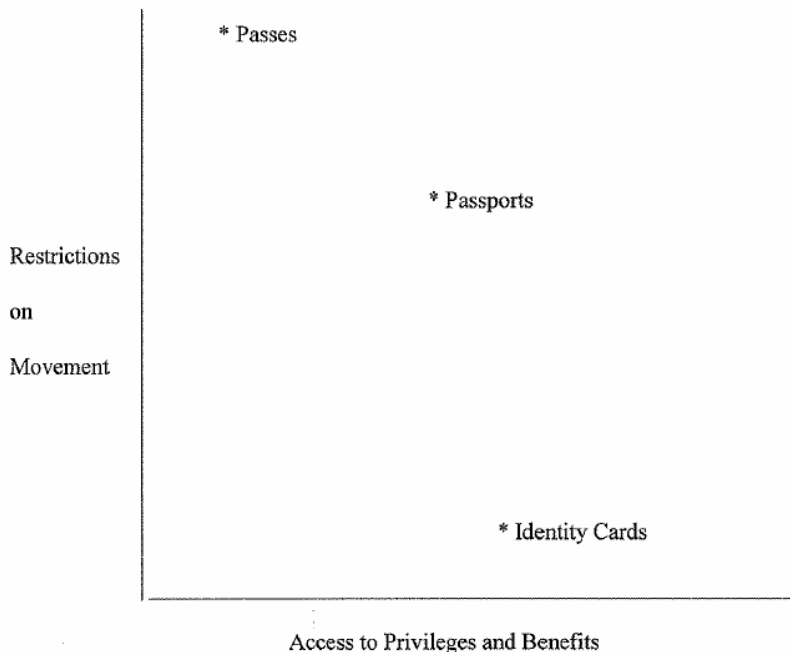 * Passes
* Passports
Restrictions
on
Movement
* Identity Cards
Access to Privileges and Benefits